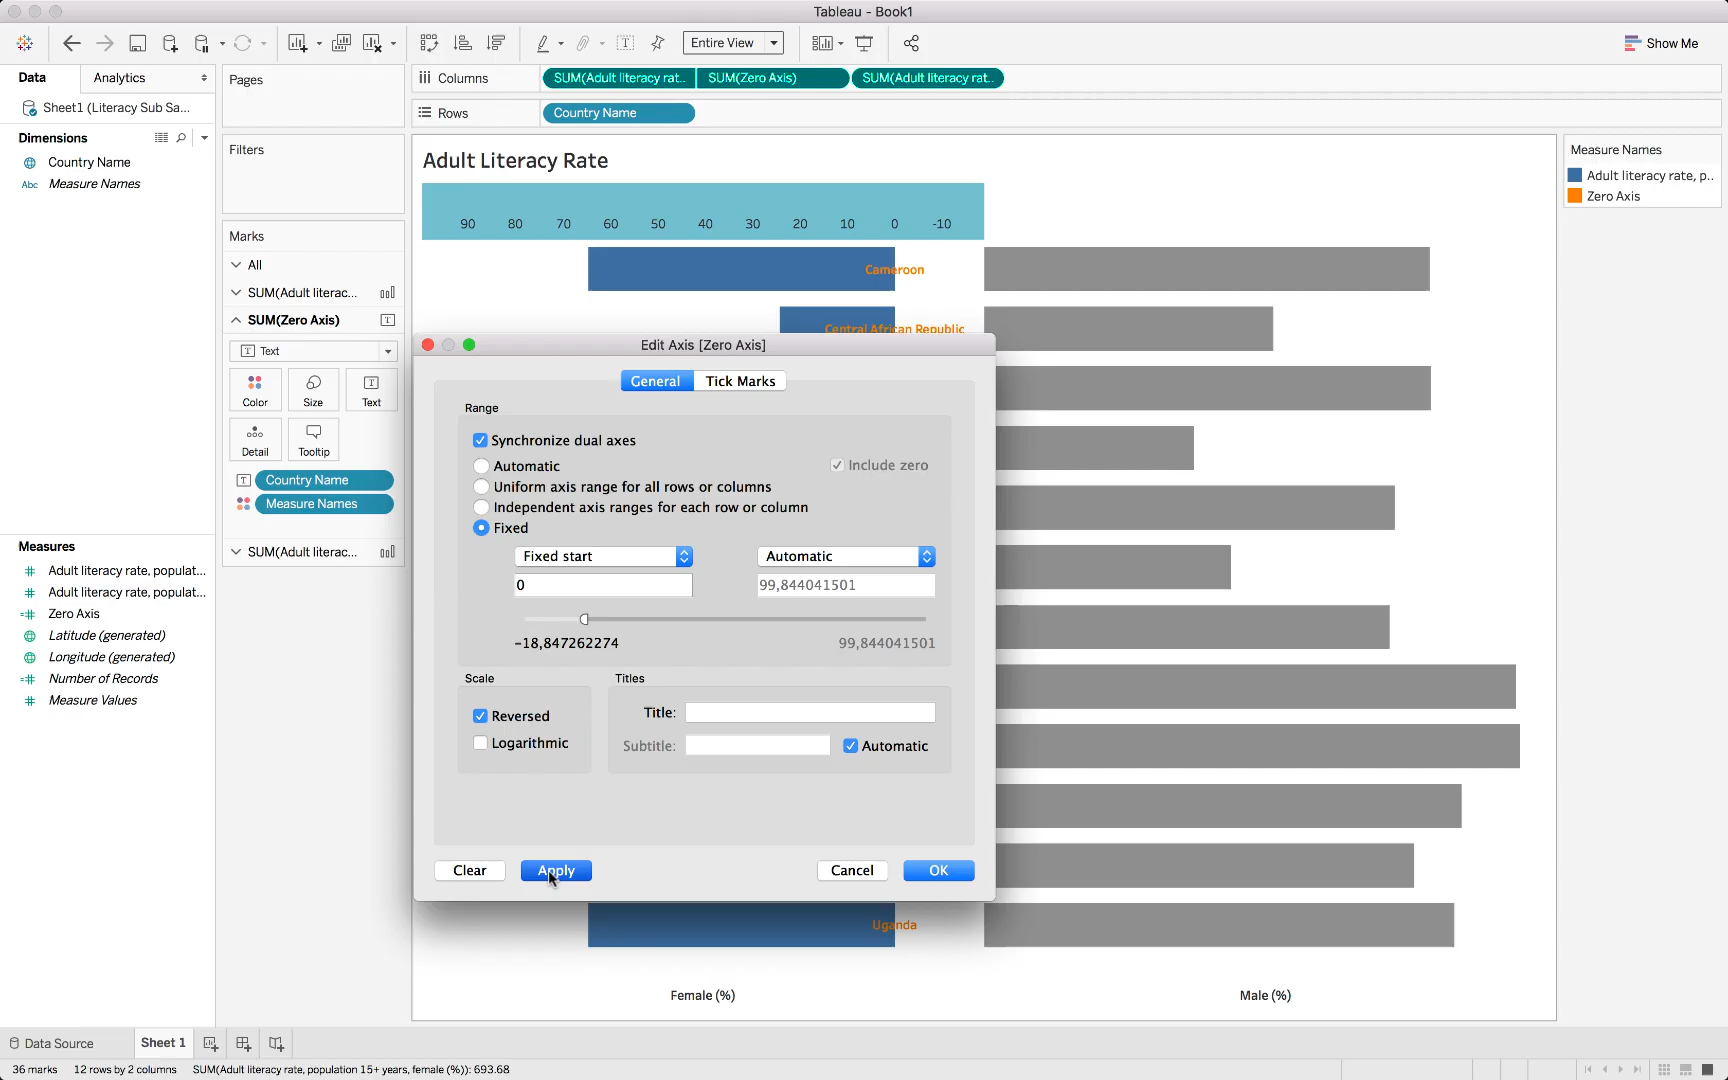 Tableau - Book1
Entire View
Show Me
Data
Analytics
Sheet1 (Literacy Sub Sa...
Dimensions
Country Name
Abc Measure Names
Measures
Adult literacy rate, populat...
Adult literacy rate, populat...
Zero Axis
Latitude (generated)
Longitude (generated)
Number of Records
Measure Values
Pages
Filters
Marks
All
SUM(Adult literac...
SUM(Zero Axis)
T Text
Color
Size
Text
Detail
Tooltip
Country Name
Measure Names
SUM(Adult literac...
Columns
SUM(Adult literacy rat..
SUM(Zero Axis)
SUM(Adult literacy rat..
Rows
Country Name
Adult Literacy Rate
90 80 70 60 50 40 30 20 10 0 -10
Cameroon
Central African Republic
Edit Axis [Zero Axis]
General
Tick Marks
Range
Synchronize dual axes
Automatic
Include zero
Uniform axis range for all rows or columns
Independent axis ranges for each row or column
Fixed
Fixed start
Automatic
0
99,844041501
-18,847262274
99,844041501
Scale
Reversed
Logarithmic
Titles
Title:
Subtitle:
Automatic
Clear
Apply
Cancel
OK
Uganda
Female (%)
Male (%)
Measure Names
Adult literacy rate, p..
Zero Axis
Data Source
Sheet 1
36 marks
12 rows by 2 columns
SUM(Adult literacy rate, population 15+ years, female (%)): 693.68